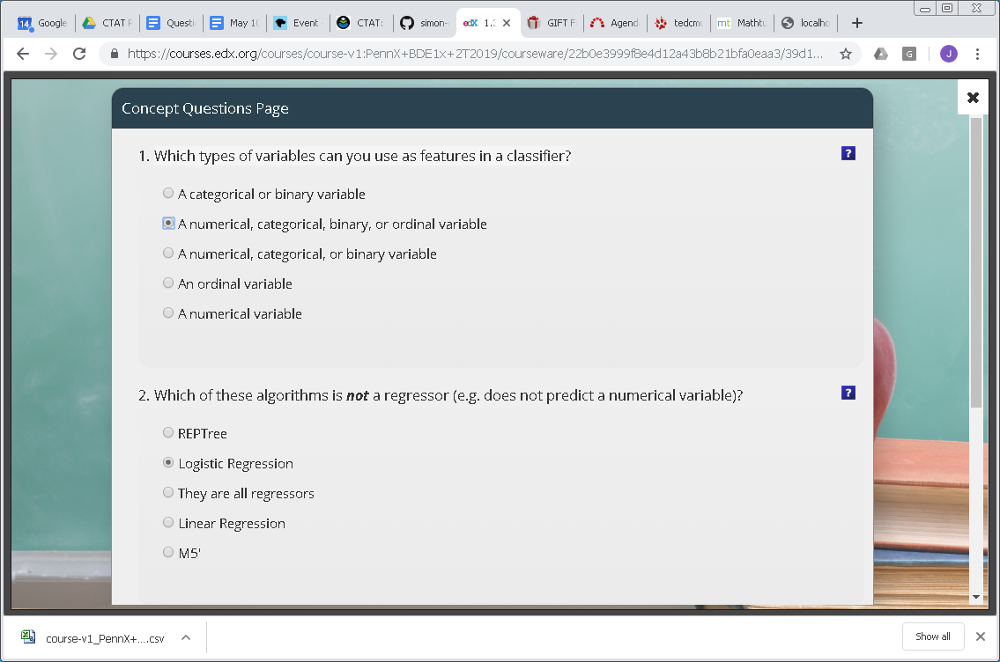 14 Google
CTAT F
Questi
May 1
Event
CTAT:
simon-
edX 1.
GIFT F
Agend
tedcmu
mt Mathtu
localho
https://courses.edx.org/courses/course-v1:PennX+BDE1x+2T2019/courseware/22b0e3999f8e4d12a43b8b21bfa0eaa3/39d1...
G
J
Concept Questions Page
1. Which types of variables can you use as features in a classifier?
?
A categorical or binary variable
A numerical, categorical, binary, or ordinal variable
A numerical, categorical, or binary variable
An ordinal variable
A numerical variable
2. Which of these algorithms is not a regressor (e.g. does not predict a numerical variable)?
?
REPTree
Logistic Regression
They are all regressors
Linear Regression
M5'
course-v1_PennX+....csv
Show all